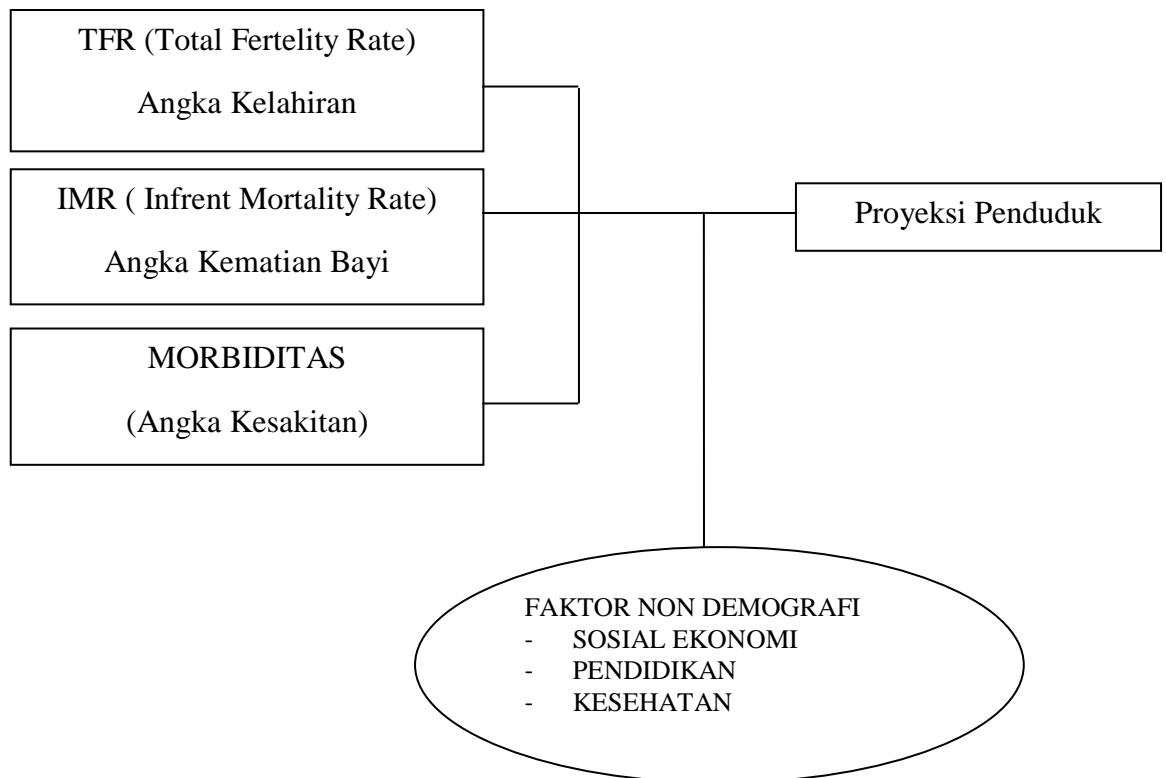 TFR (Total Fertelity Rate)
Angka Kelahiran
IMR ( Infrent Mortality Rate)
Angka Kematian Bayi
MORBIDITAS
(Angka Kesakitan)
Proyeksi Penduduk
FAKTOR NON DEMOGRAFI
- SOSIAL EKONOMI
- PENDIDIKAN
- KESEHATAN